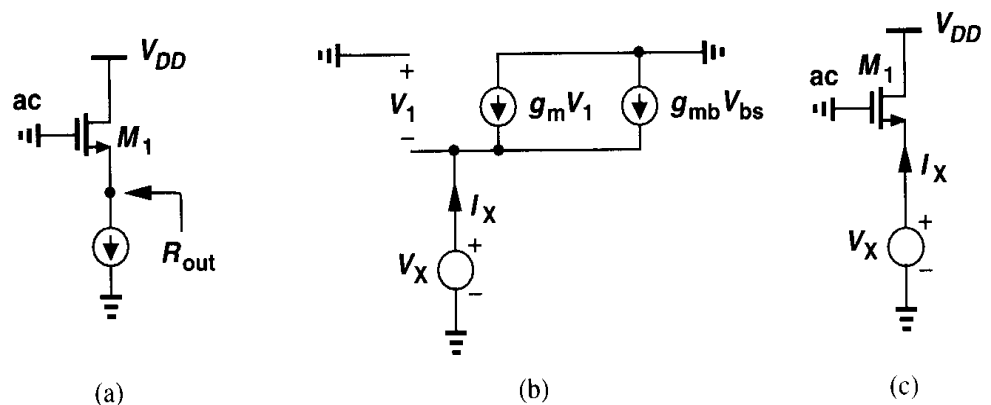 V_DD
ac
M_1
R_out
(a)
+
V_1
−
g_m V_1
g_mb V_bs
I_X
V_X
+
−
(b)
V_DD
M_1
ac
I_X
+
V_X
−
(c)